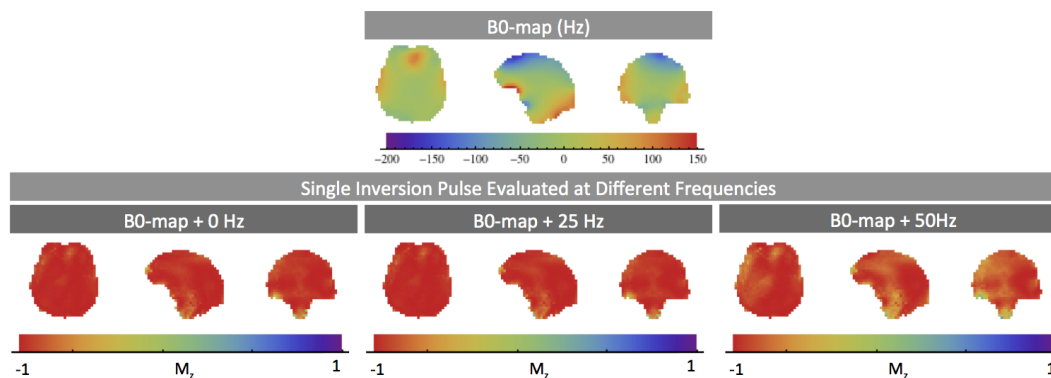 B0-map (Hz)
−200 −150 −100 −50 0 50 100 150
Single Inversion Pulse Evaluated at Different Frequencies
B0-map + 0 Hz B0-map + 25 Hz B0-map + 50Hz
-1 Mz 1 -1 Mz 1 -1 Mz 1